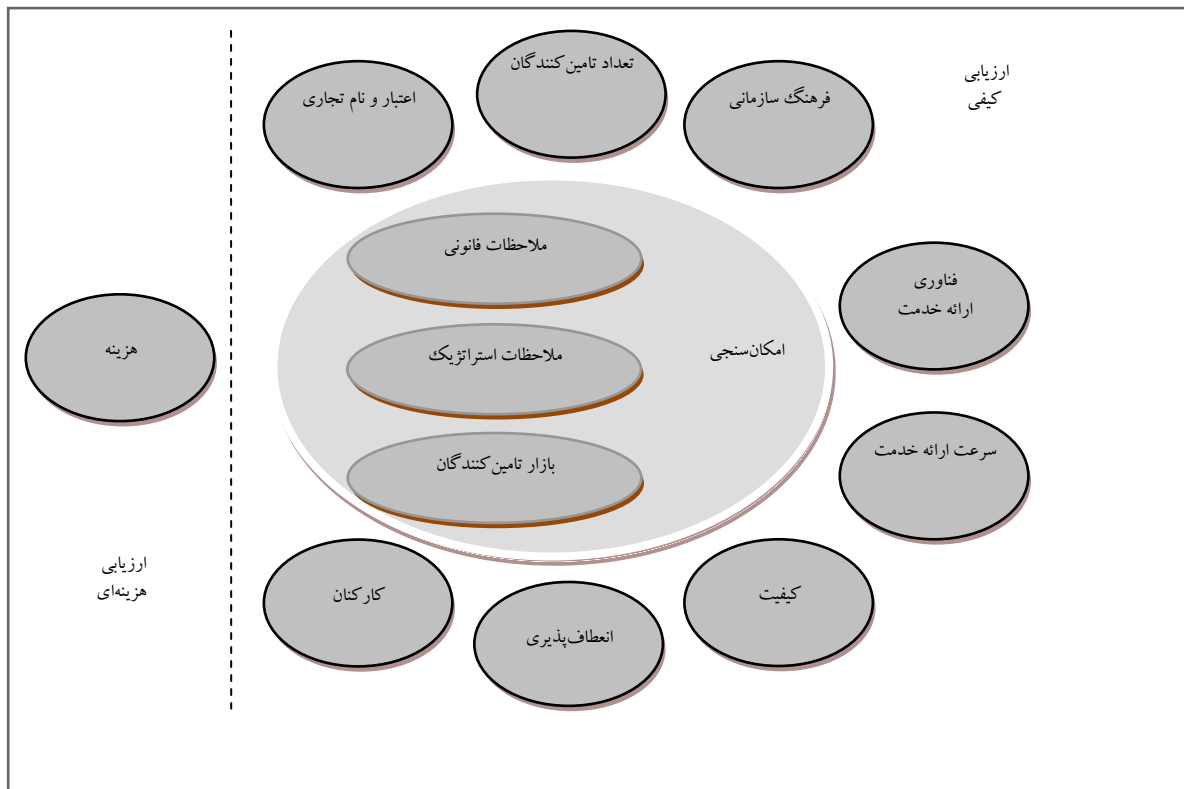 ارزیابی
کیفی
تعداد تامین‌کنندگان
فرهنگ سازمانی
اعتبار و نام تجاری
ملاحظات قانونی
فناوری
ارائه خدمت
امکان‌سنجی
ملاحظات استراتژیک
هزینه
بازار تامین‌کنندگان
سرعت ارائه خدمت
ارزیابی
هزینه‌ای
کیفیت
کارکنان
انعطاف‌پذیری